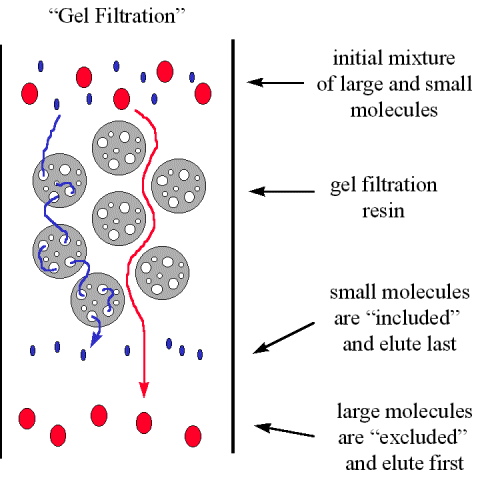 “Gel Filtration”
initial mixture
of large and small
molecules
gel filtration
resin
small molecules
are “included”
and elute last
large molecules
are “excluded”
and elute first